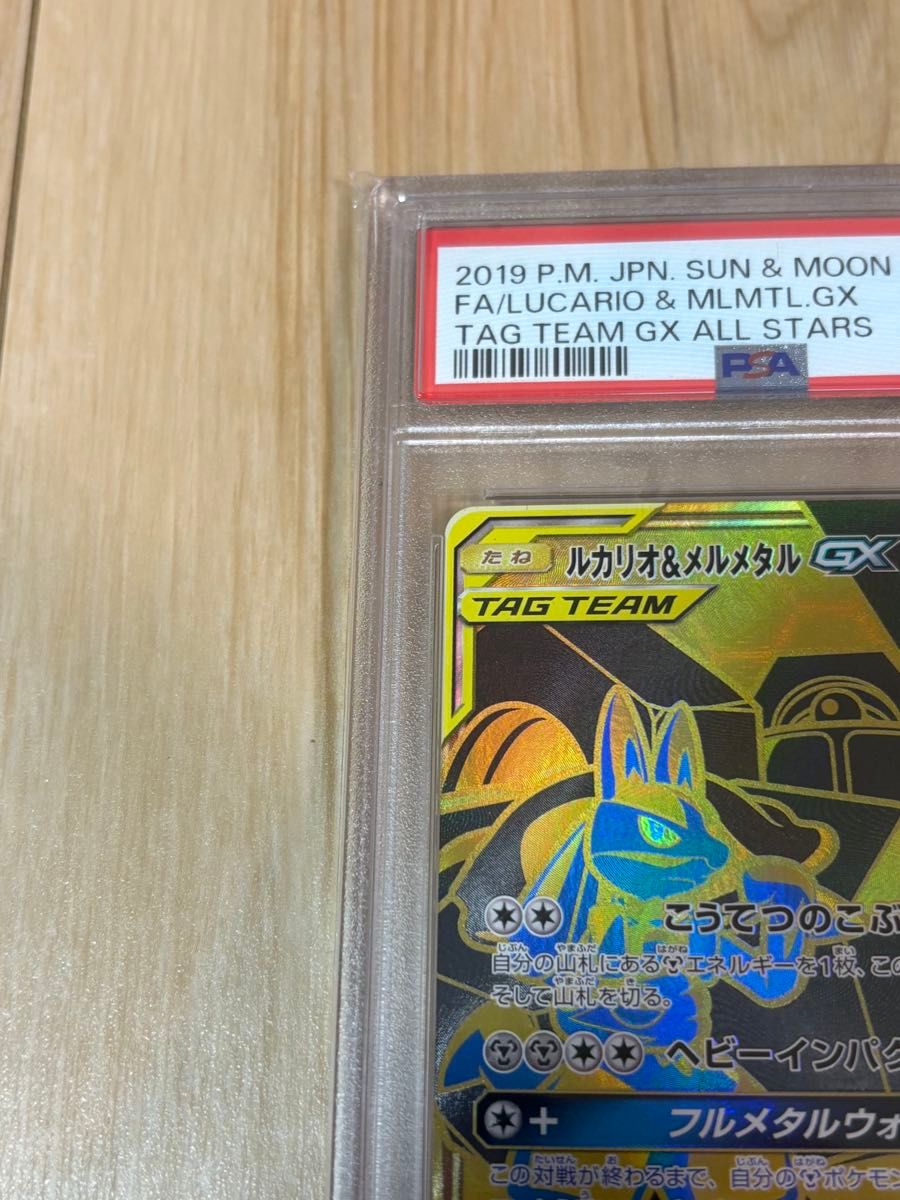 2019 P.M. JPN. SUN & MOON
FA/LUCARIO & MLMTL.GX
TAG TEAM GX ALL STARS
PSA
たね ルカリオ&メルメタル GX
TAG TEAM
こうてつのこぶ
自分の山札にあるエネルギーを1枚、この
そして山札を切る。
ヘビーインパク
+ フルメタルウォ
この対戦が終わるまで、自分のポケモン